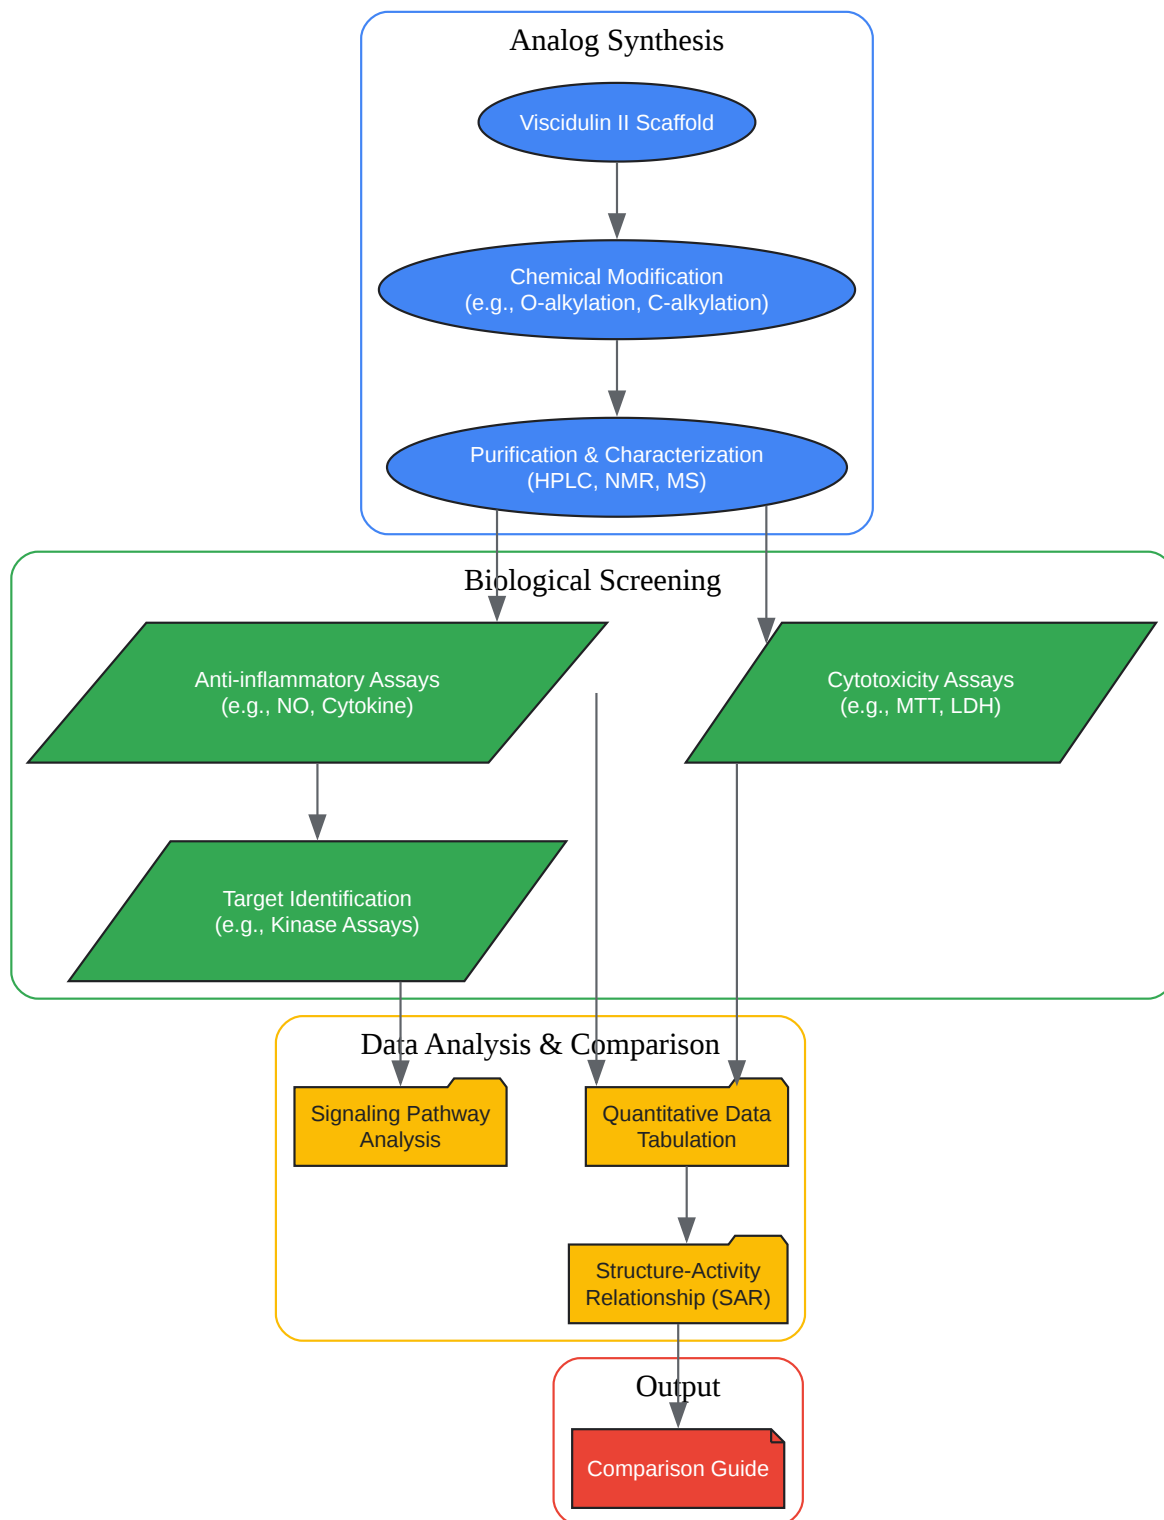 Analog Synthesis
Viscidulin II Scaffold
Chemical Modification
(e.g., O-alkylation, C-alkylation)
Purification & Characterization
(HPLC, NMR, MS)
Biological Screening
Anti-inflammatory Assays
(e.g., NO, Cytokine)
Cytotoxicity Assays
(e.g., MTT, LDH)
Target Identification
(e.g., Kinase Assays)
Data Analysis & Comparison
Signaling Pathway
Analysis
Quantitative Data
Tabulation
Structure-Activity
Relationship (SAR)
Output
Comparison Guide